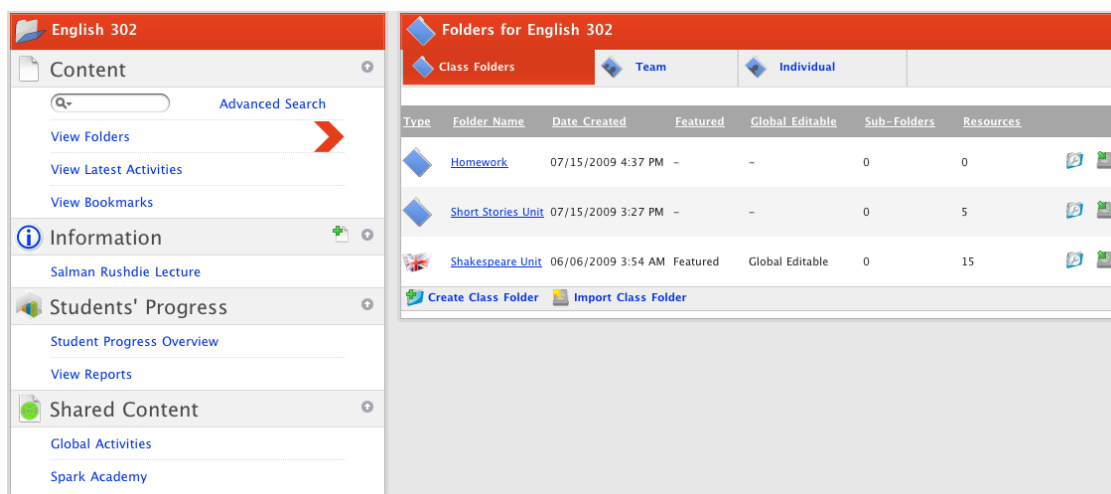 English 302
Content
Advanced Search
View Folders
View Latest Activities
View Bookmarks
Information
Salman Rushdie Lecture
Students' Progress
Student Progress Overview
View Reports
Shared Content
Global Activities
Spark Academy
Folders for English 302
Class Folders Team Individual
Type Folder Name Date Created Featured Global Editable Sub-Folders Resources
Homework 07/15/2009 4:37 PM – – 0 0
Short Stories Unit 07/15/2009 3:27 PM – – 0 5
Shakespeare Unit 06/06/2009 3:54 AM Featured Global Editable 0 15
Create Class Folder Import Class Folder